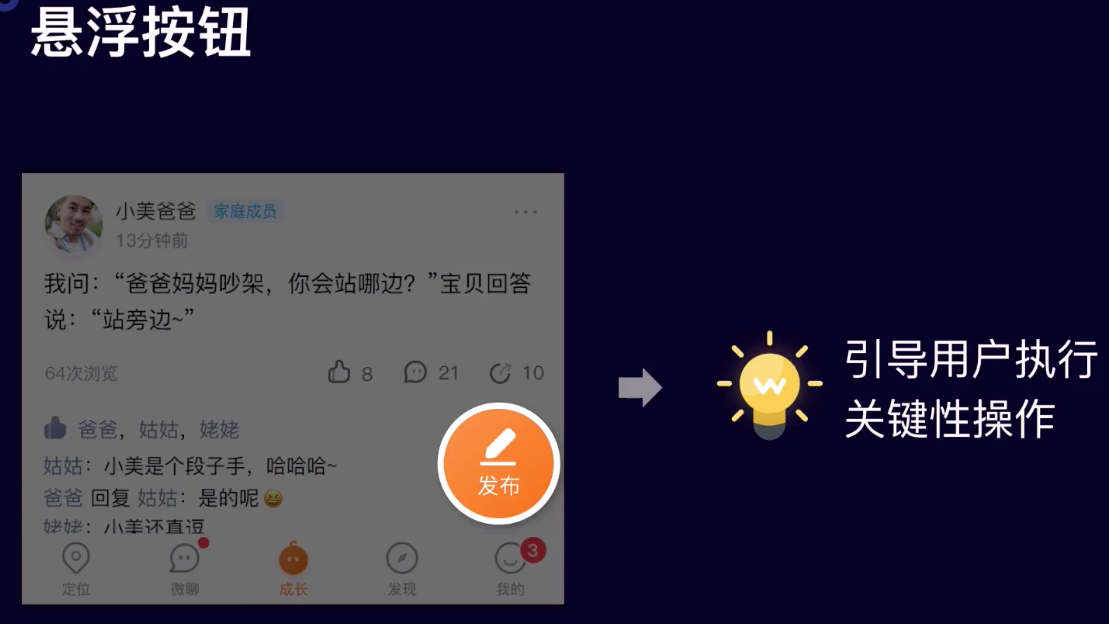 悬浮按钮
小美爸爸 家庭成员
13分钟前
我问：“爸爸妈妈吵架，你会站哪边？”宝贝回答
说：“站旁边~”
64次浏览 8 21 10
爸爸，姑姑，姥姥
姑姑：小美是个段子手，哈哈哈~
爸爸 回复 姑姑：是的呢
姥姥：小美还真逗
发布
定位 微聊 成长 发现 我的 3
引导用户执行
关键性操作